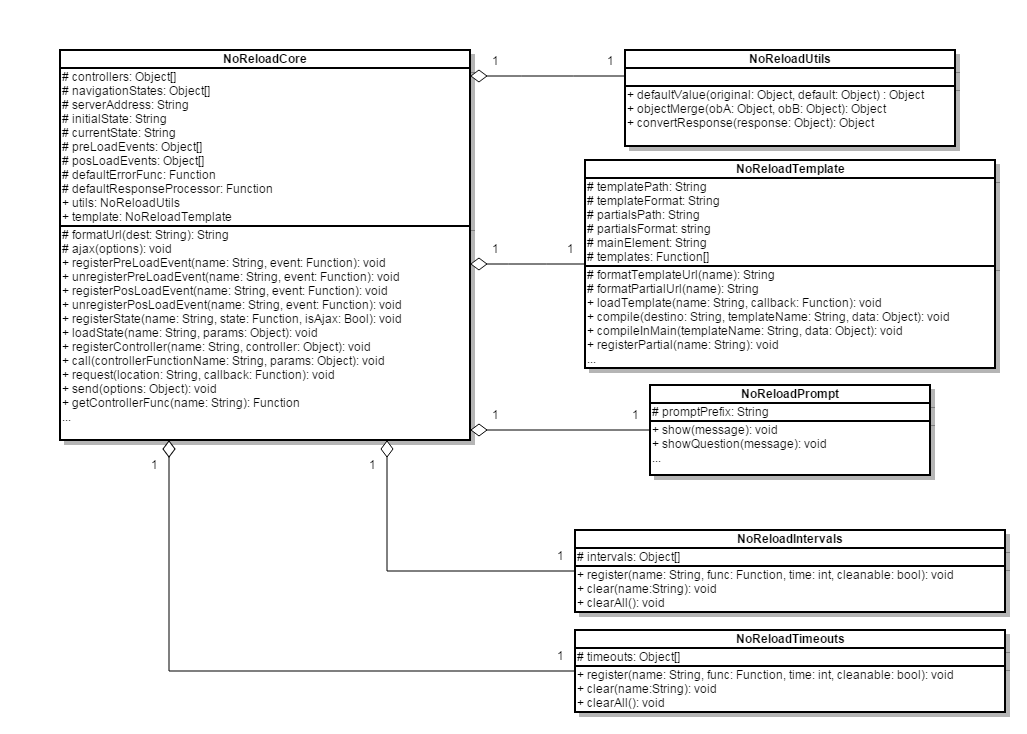 NoReloadCore
# controllers: Object[]
# navigationStates: Object[]
# serverAddress: String
# initialState: String
# currentState: String
# preLoadEvents: Object[]
# posLoadEvents: Object[]
# defaultErrorFunc: Function
# defaultResponseProcessor: Function
+ utils: NoReloadUtils
+ template: NoReloadTemplate
# formatUrl(dest: String): String
# ajax(options): void
+ registerPreLoadEvent(name: String, event: Function): void
+ unregisterPreLoadEvent(name: String, event: Function): void
+ registerPosLoadEvent(name: String, event: Function): void
+ unregisterPosLoadEvent(name: String, event: Function): void
+ registerState(name: String, state: Function, isAjax: Bool): void
+ loadState(name: String, params: Object): void
+ registerController(name: String, controller: Object): void
+ call(controllerFunctionName: String, params: Object): void
+ request(location: String, callback: Function): void
+ send(options: Object): void
+ getControllerFunc(name: String): Function
...
1 1
NoReloadUtils
+ defaultValue(original: Object, default: Object) : Object
+ objectMerge(obA: Object, obB: Object): Object
+ convertResponse(response: Object): Object
1 1
NoReloadTemplate
# templatePath: String
# templateFormat: String
# partialsPath: String
# partialsFormat: string
# mainElement: String
# templates: Function[]
# formatTemplateUrl(name): String
# formatPartialUrl(name): String
+ loadTemplate(name: String, callback: Function): void
+ compile(destino: String, templateName: String, data: Object): void
+ compileInMain(templateName: String, data: Object): void
+ registerPartial(name: String): void
...
1 1
NoReloadPrompt
# promptPrefix: String
+ show(message): void
+ showQuestion(message): void
...
1 1
NoReloadIntervals
# intervals: Object[]
+ register(name: String, func: Function, time: int, cleanable: bool): void
+ clear(name:String): void
+ clearAll(): void
1 1
NoReloadTimeouts
# timeouts: Object[]
+ register(name: String, func: Function, time: int, cleanable: bool): void
+ clear(name:String): void
+ clearAll(): void